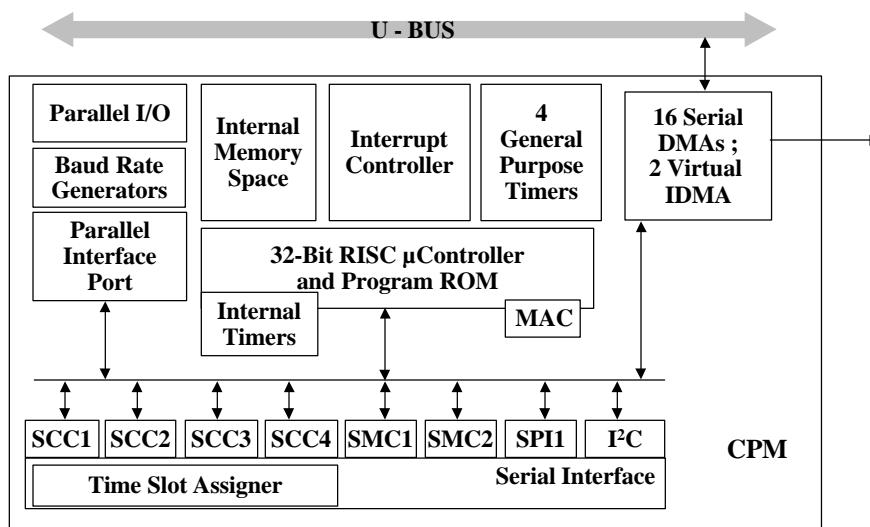 U - BUS
Parallel I/O
Baud Rate
Generators
Parallel
Interface
Port
Internal
Memory
Space
Interrupt
Controller
4
General
Purpose
Timers
16 Serial
DMAs ;
2 Virtual
IDMA
32-Bit RISC µController
and Program ROM
Internal
Timers
MAC
SCC1
SCC2
SCC3
SCC4
SMC1
SMC2
SPI1
I²C
Serial Interface
Time Slot Assigner
CPM